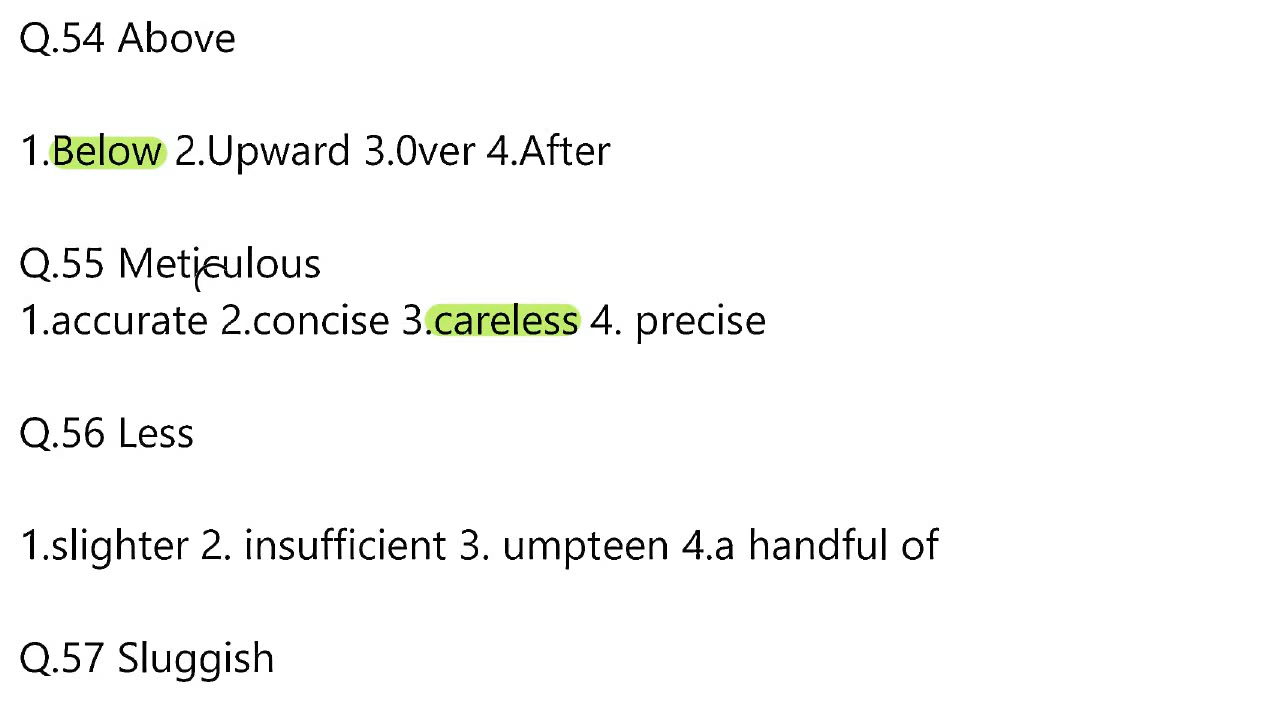 Q.54 Above
1.Below 2.Upward 3.0ver 4.After
Q.55 Meticulous
1.accurate 2.concise 3.careless 4. precise
Q.56 Less
1.slighter 2. insufficient 3. umpteen 4.a handful of
Q.57 Sluggish